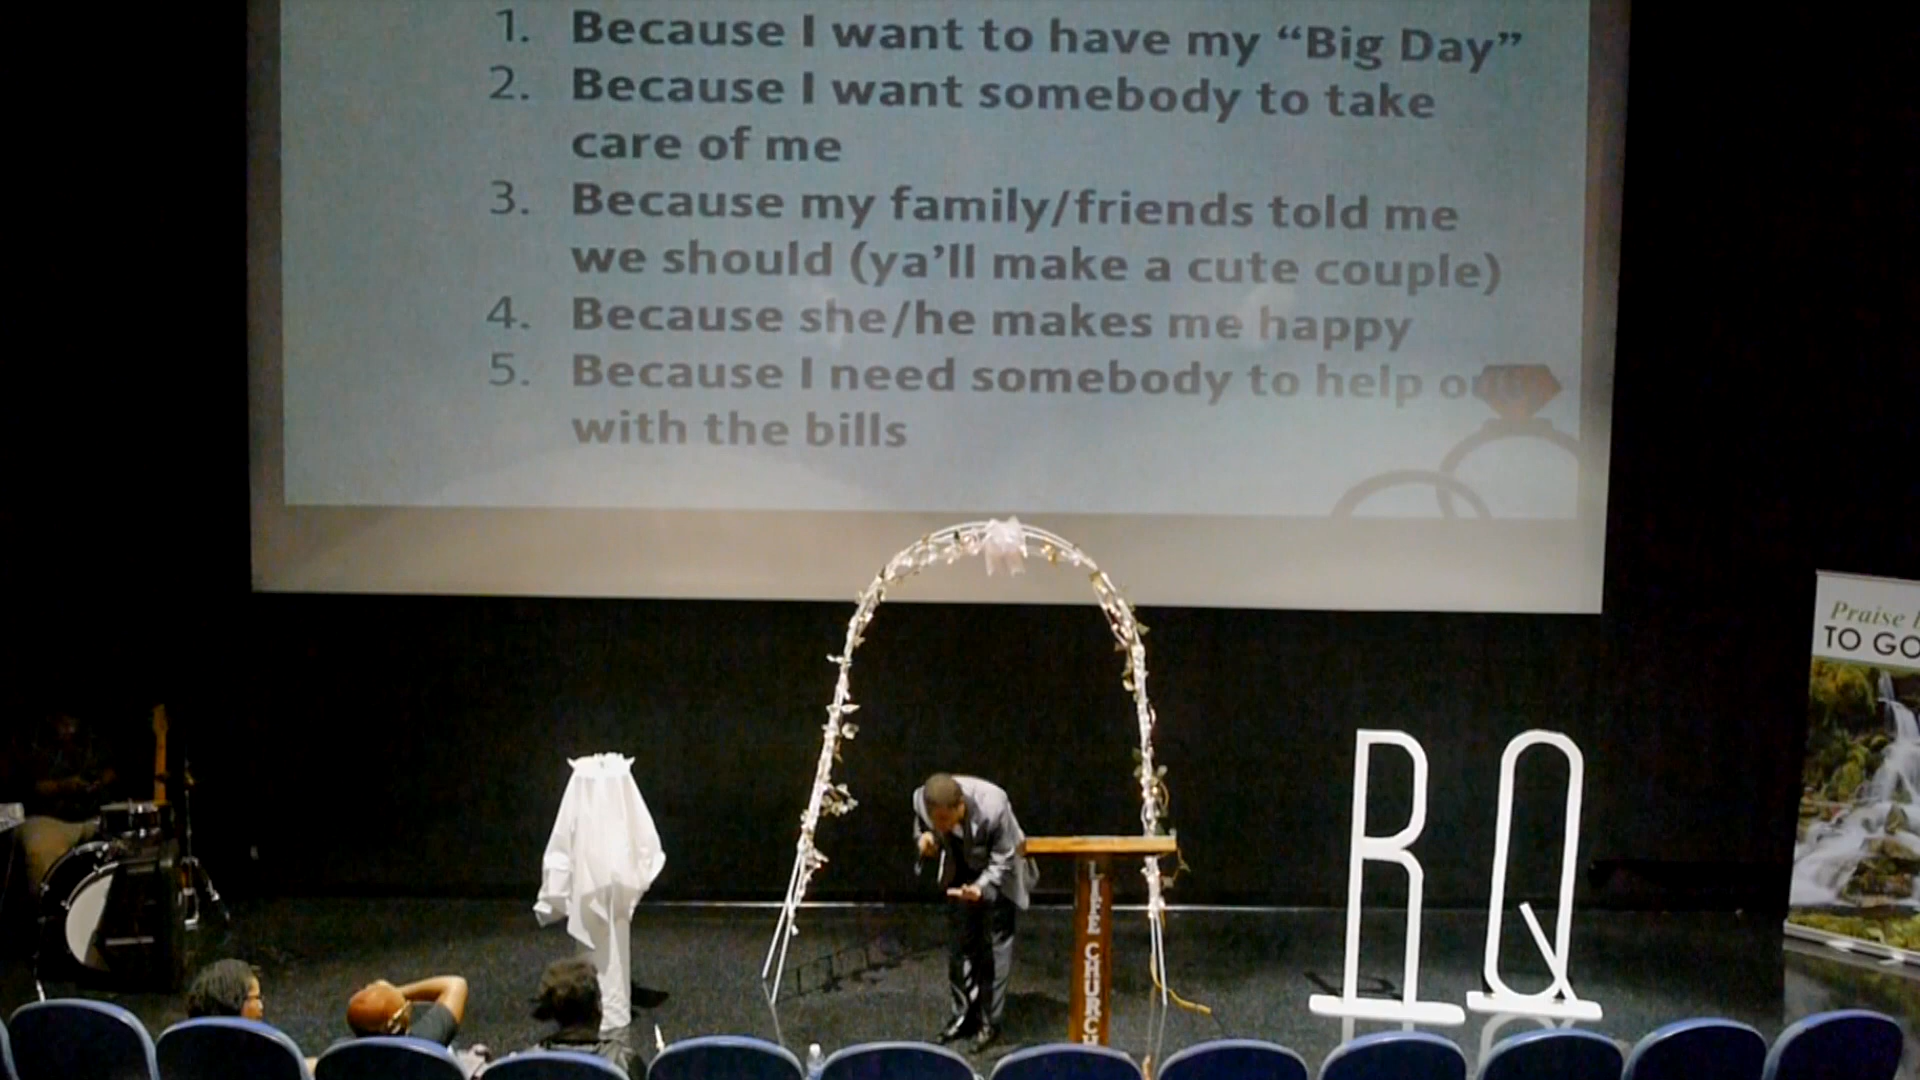 1. Because I want to have my “Big Day”
2. Because I want somebody to take
care of me
3. Because my family/friends told me
we should (ya’ll make a cute couple)
4. Because she/he makes me happy
5. Because I need somebody to help
with the bills
Praise
TO GO
LIFE CHURCH
R Q